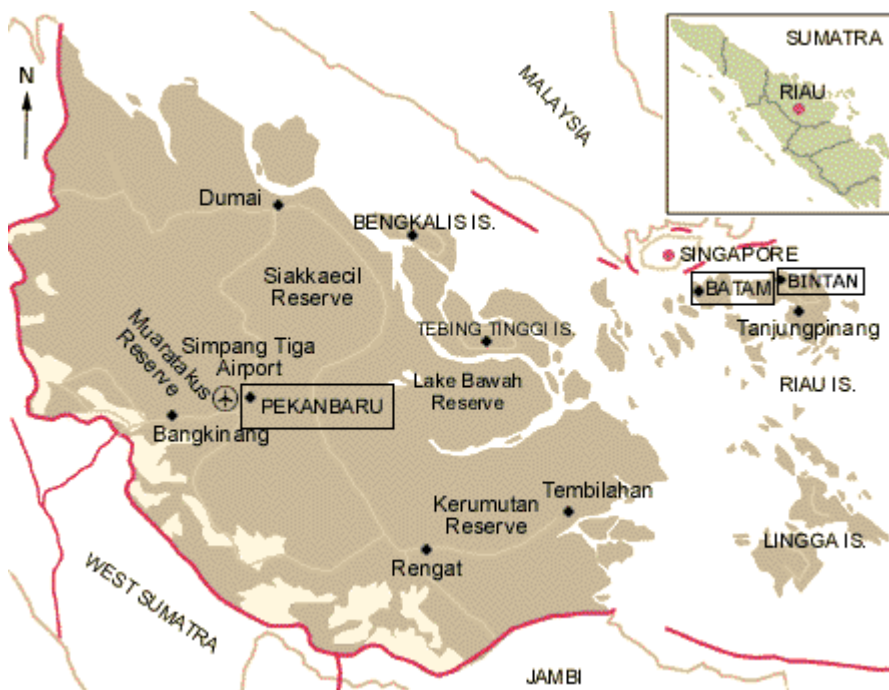 N
MALAYSIA
SUMATRA
RIAU
Dumai
BENGKALIS IS.
SINGAPORE
BATAM
BINTAN
Siakkaecil
Reserve
Tanjungpinang
TEBING TINGGI IS.
Muaratakus
Reserve
Simpang Tiga
Airport
Lake Bawah
Reserve
RIAU IS.
PEKANBARU
Bangkinang
Kerumutan
Reserve
Tembilahan
LINGGA IS.
Rengat
WEST SUMATRA
JAMBI